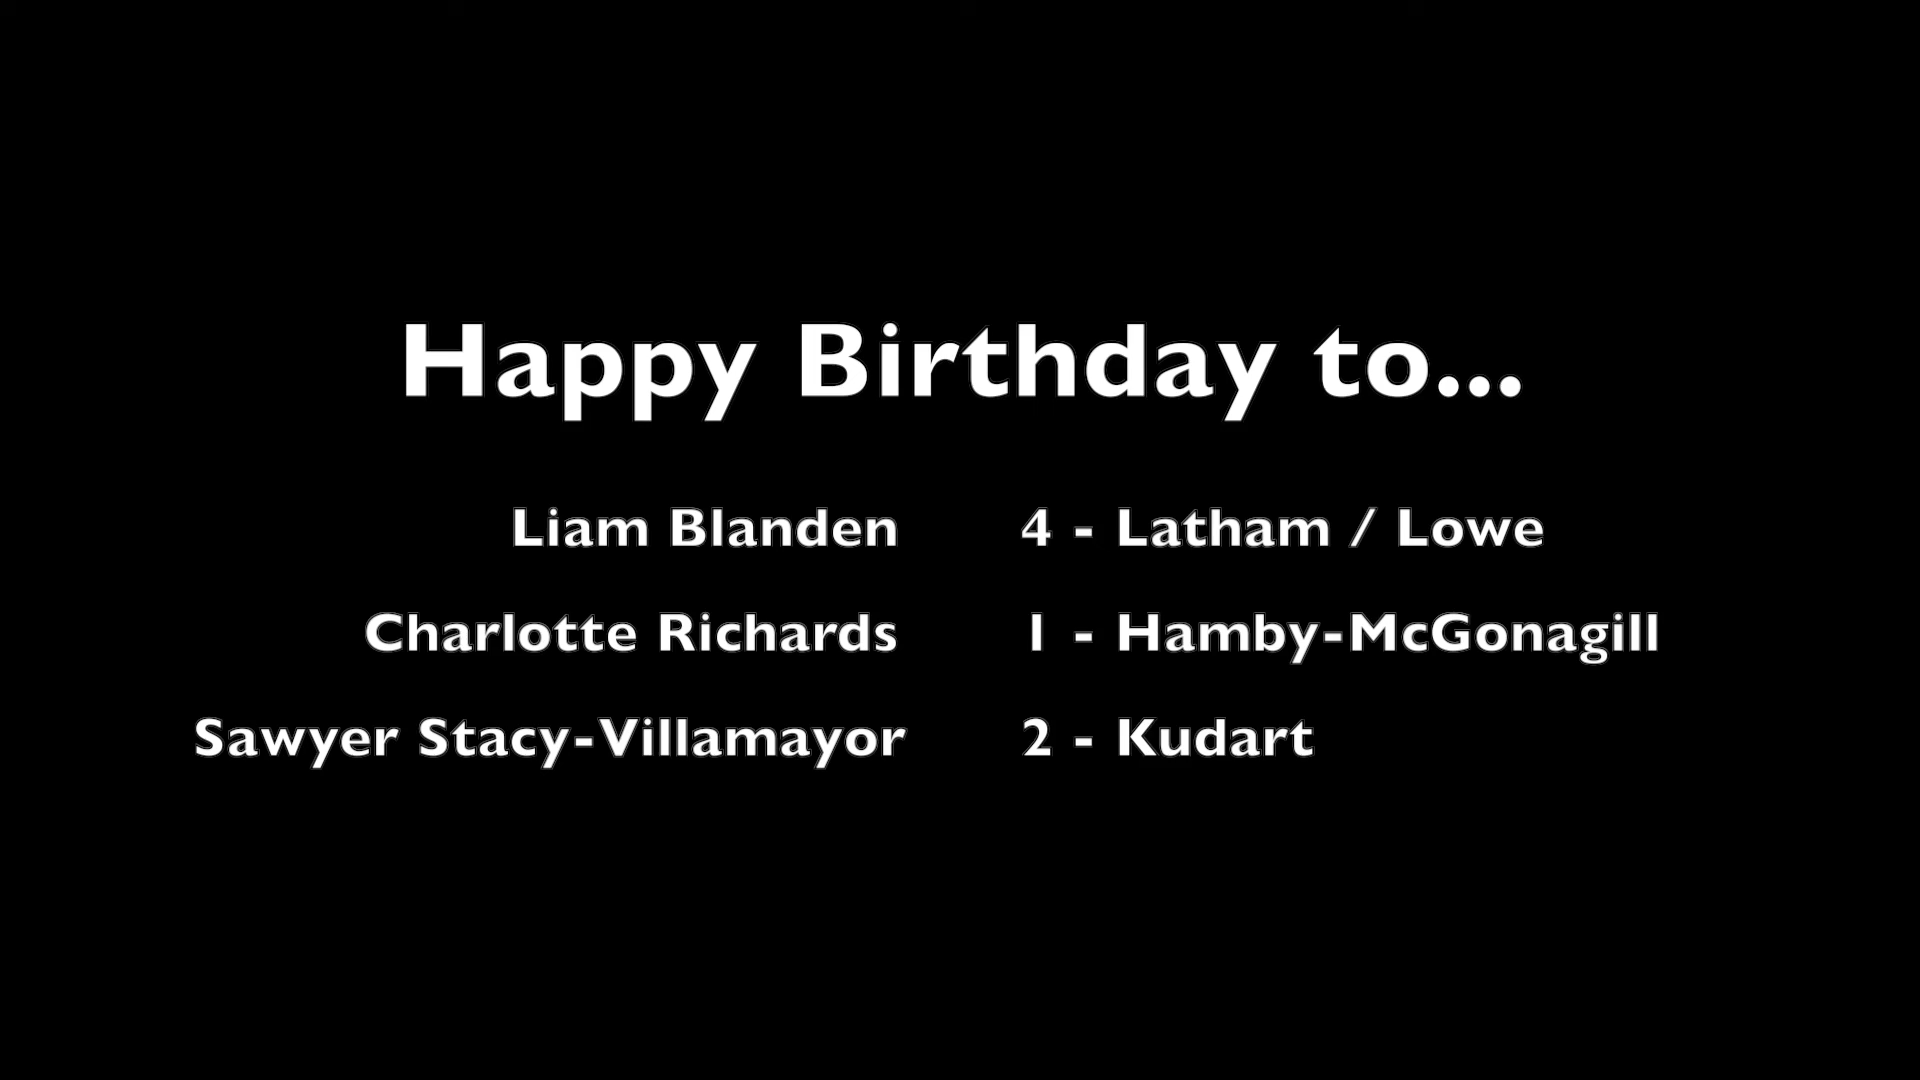 Happy Birthday to...
Liam Blanden 4 - Latham / Lowe
Charlotte Richards 1 - Hamby-McGonagill
Sawyer Stacy-Villamayor 2 - Kudart